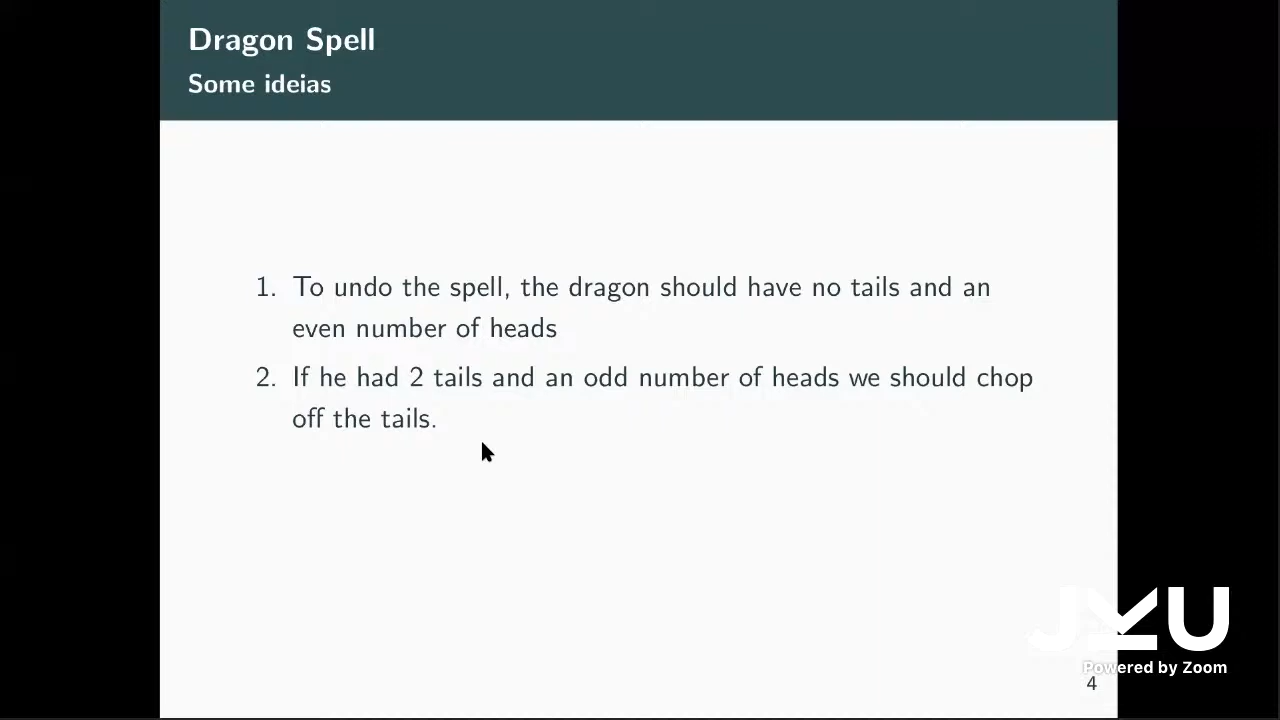 Dragon Spell
Some ideias
1. To undo the spell, the dragon should have no tails and an
even number of heads
2. If he had 2 tails and an odd number of heads we should chop
off the tails.
JKU
Powered by Zoom
4